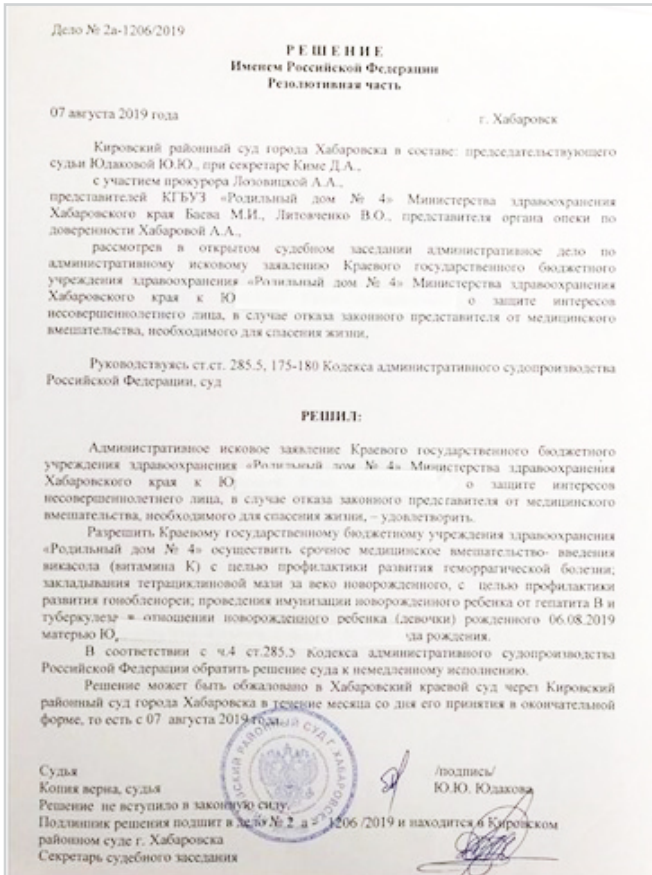 Дело № 2а-1206/2019
РЕШЕНИЕ
Именем Российской Федерации
Резолютивная часть
07 августа 2019 года г. Хабаровск
Кировский районный суд города Хабаровска в составе: председательствующего
судьи Юдаковой Ю.Ю., при секретаре Киме Д.А.,
с участием прокурора Лозовицкой А.А.,
представителей КГБУЗ «Родильный дом № 4» Министерства здравоохранения
Хабаровского края Баева М.И., Литовченко В.О., представителя органа опеки по
доверенности Хабаровой А.А.,
рассмотрев в открытом судебном заседании административное дело по
административному исковому заявлению Краевого государственного бюджетного
учреждения здравоохранения «Родильный дом № 4» Министерства здравоохранения
Хабаровского края к Ю о защите интересов
несовершеннолетнего лица, в случае отказа законного представителя от медицинского
вмешательства, необходимого для спасения жизни,
Руководствуясь ст.ст. 285.5, 175-180 Кодекса административного судопроизводства
Российской Федерации, суд
РЕШИЛ:
Административное исковое заявление Краевого государственного бюджетного
учреждения здравоохранения «Родильный дом № 4» Министерства здравоохранения
Хабаровского края к Ю о защите интересов
несовершеннолетнего лица, в случае отказа законного представителя от медицинского
вмешательства, необходимого для спасения жизни, – удовлетворить.
Разрешить Краевому государственному бюджетному учреждения здравоохранения
«Родильный дом № 4» осуществить срочное медицинское вмешательство- введения
викасола (витамина К) с целью профилактики развития геморрагической болезни;
закладывания тетрациклиновой мази за веко новорожденного, с целью профилактики
развития гонобленореи; проведения имунизации новорожденного ребенка от гепатита В и
туберкулеза в отношении новорожденного ребенка (девочки) рожденного 06.08.2019
матерью Ю, рождения.
В соответствии с ч.4 ст.285.5 Кодекса административного судопроизводства
Российской Федерации обратить решение суда к немедленному исполнению.
Решение может быть обжаловано в Хабаровский краевой суд через Кировский
районный суд города Хабаровска в течение месяца со дня его принятия в окончательной
форме, то есть с 07 августа 2019 года.
Судья /подпись/
Копия верна, судья Ю.Ю. Юдакова
Решение не вступило в законную силу.
Подлинник решения подшит в дело № 2 а - 1206 /2019 и находится в Кировском
районном суде г. Хабаровска
Секретарь судебного заседания